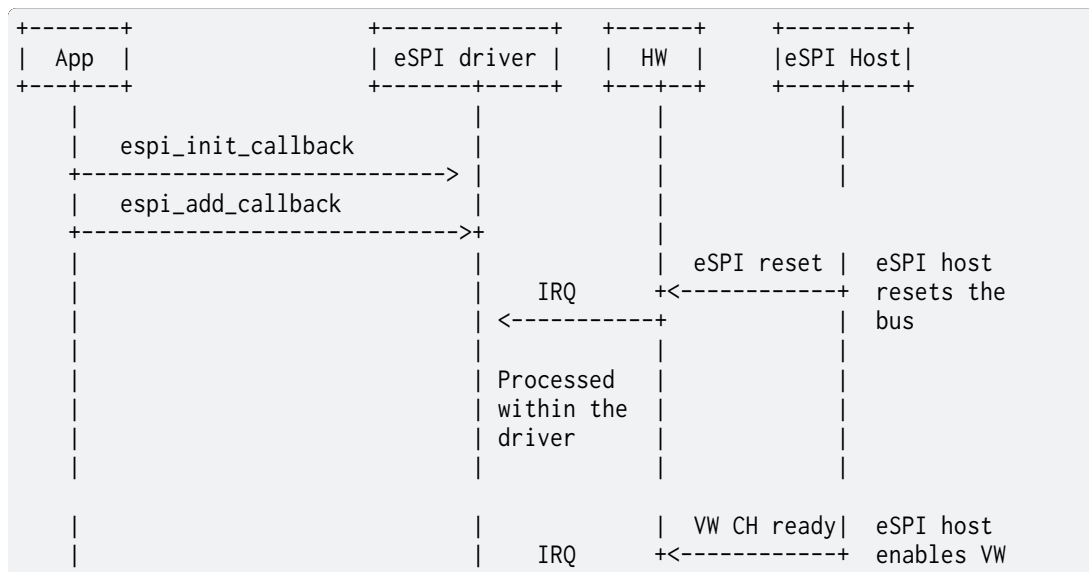 +-------+                    +-------------+   +------+     +---------+
|  App  |                    | eSPI driver |   |  HW  |     |eSPI Host|
+---+---+                    +-------+-----+   +---+--+     +----+----+
    |                                |             |             |
    |   espi_init_callback           |             |             |
    +----------------------------> |             |             |
    |   espi_add_callback            |             |
    +----------------------------->+             |
    |                                |             |  eSPI reset |  eSPI host
    |                                |    IRQ      +<------------+  resets the
    |                                | <-----------+             |  bus
    |                                |             |             |
    |                                | Processed   |             |
    |                                | within the  |             |
    |                                | driver      |             |
    |                                |             |             |
    |                                |             |  VW CH ready|  eSPI host
    |                                |    IRQ      +<------------+  enables VW